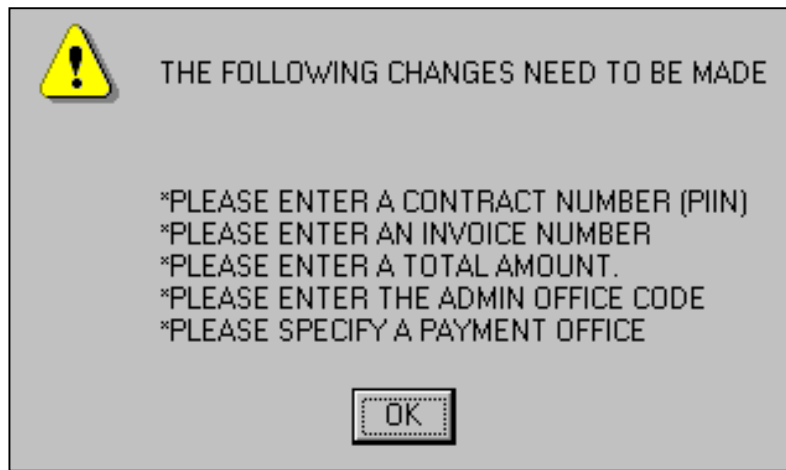 THE FOLLOWING CHANGES NEED TO BE MADE
*PLEASE ENTER A CONTRACT NUMBER (PIIN)
*PLEASE ENTER AN INVOICE NUMBER
*PLEASE ENTER A TOTAL AMOUNT.
*PLEASE ENTER THE ADMIN OFFICE CODE
*PLEASE SPECIFY A PAYMENT OFFICE
OK